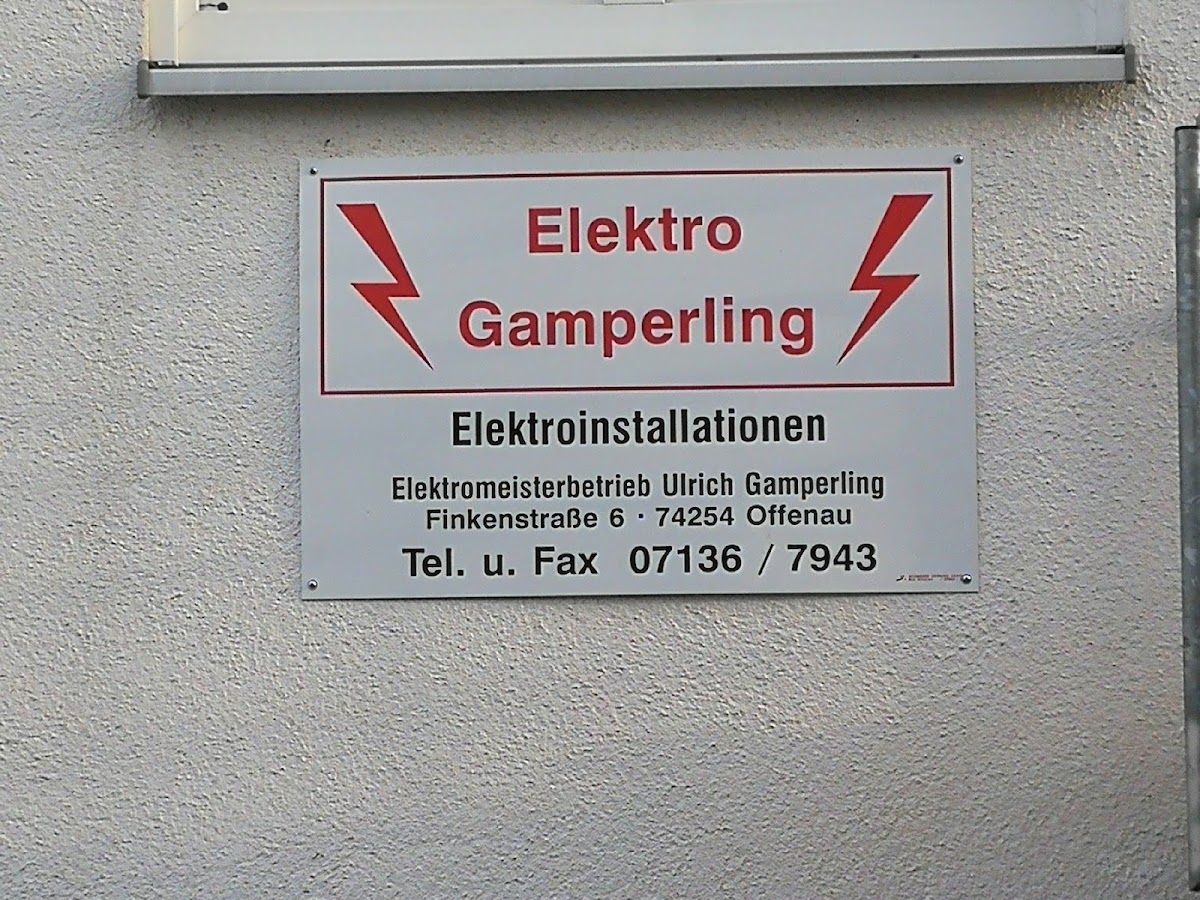 Elektro
Gamperling
Elektroinstallationen
Elektromeisterbetrieb Ulrich Gamperling
Finkenstraße 6 · 74254 Offenau
Tel. u. Fax 07136 / 7943